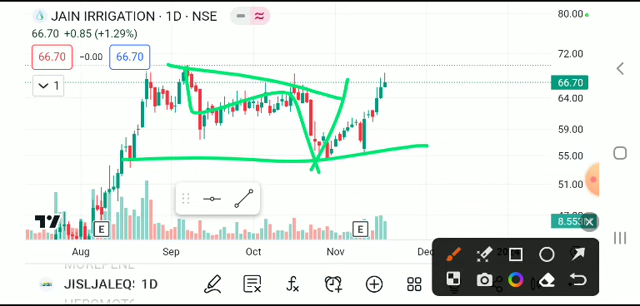 JAIN IRRIGATION · 1D · NSE
66.70 +0.85 (+1.29%)
66.70 −0.00 66.70
1
80.00
72.00
66.70
64.00
59.00
55.00
51.00
8.553
E E
Aug Sep Oct Nov
JISLJALEQS 1D